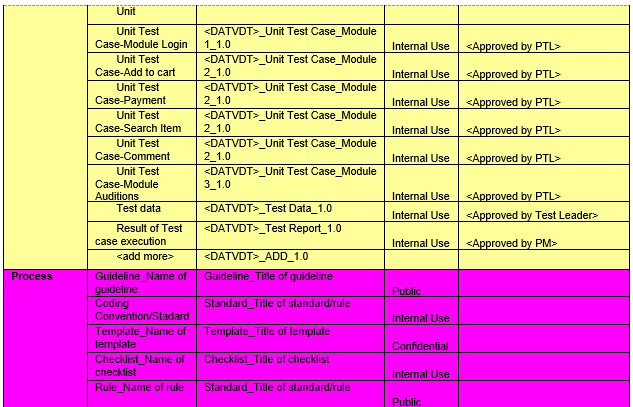 Unit
Unit Test <DATVDT>_Unit Test Case_Module
Case-Module Login 1_1.0 Internal Use <Approved by PTL>
Unit Test <DATVDT>_Unit Test Case_Module
Case-Add to cart 2_1.0 Internal Use <Approved by PTL>
Unit Test <DATVDT>_Unit Test Case_Module
Case-Payment 2_1.0 Internal Use <Approved by PTL>
Unit Test <DATVDT>_Unit Test Case_Module
Case-Search Item 2_1.0 Internal Use <Approved by PTL>
Unit Test <DATVDT>_Unit Test Case_Module
Case-Comment 2_1.0 Internal Use <Approved by PTL>
Unit Test <DATVDT>_Unit Test Case_Module
Case-Module 3_1.0
Auditions Internal Use <Approved by PTL>
Test data <DATVDT>_Test Data_1.0
Internal Use <Approved by Test Leader>
Result of Test <DATVDT>_Test Report_1.0
case execution Internal Use <Approved by PM>
<add more> <DATVDT>_ADD_1.0
Process Guideline_Name of Guideline_Title of guideline
guideline Public
Coding Standard_Title of standard/rule
Convention/Stadard Internal Use
Template_Name of Template_Title of template
template Confidential
Checklist_Name of Checklist_Title of checklist
checklist Internal Use
Rule_Name of rule Standard_Title of standard/rule
Public